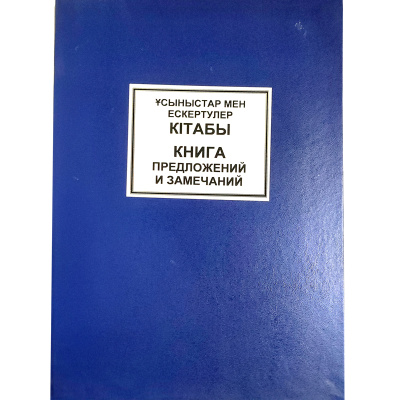 ҰСЫНЫСТАР МЕН
ЕСКЕРТУЛЕР
КІТАБЫ
КНИГА
ПРЕДЛОЖЕНИЙ
И ЗАМЕЧАНИЙ